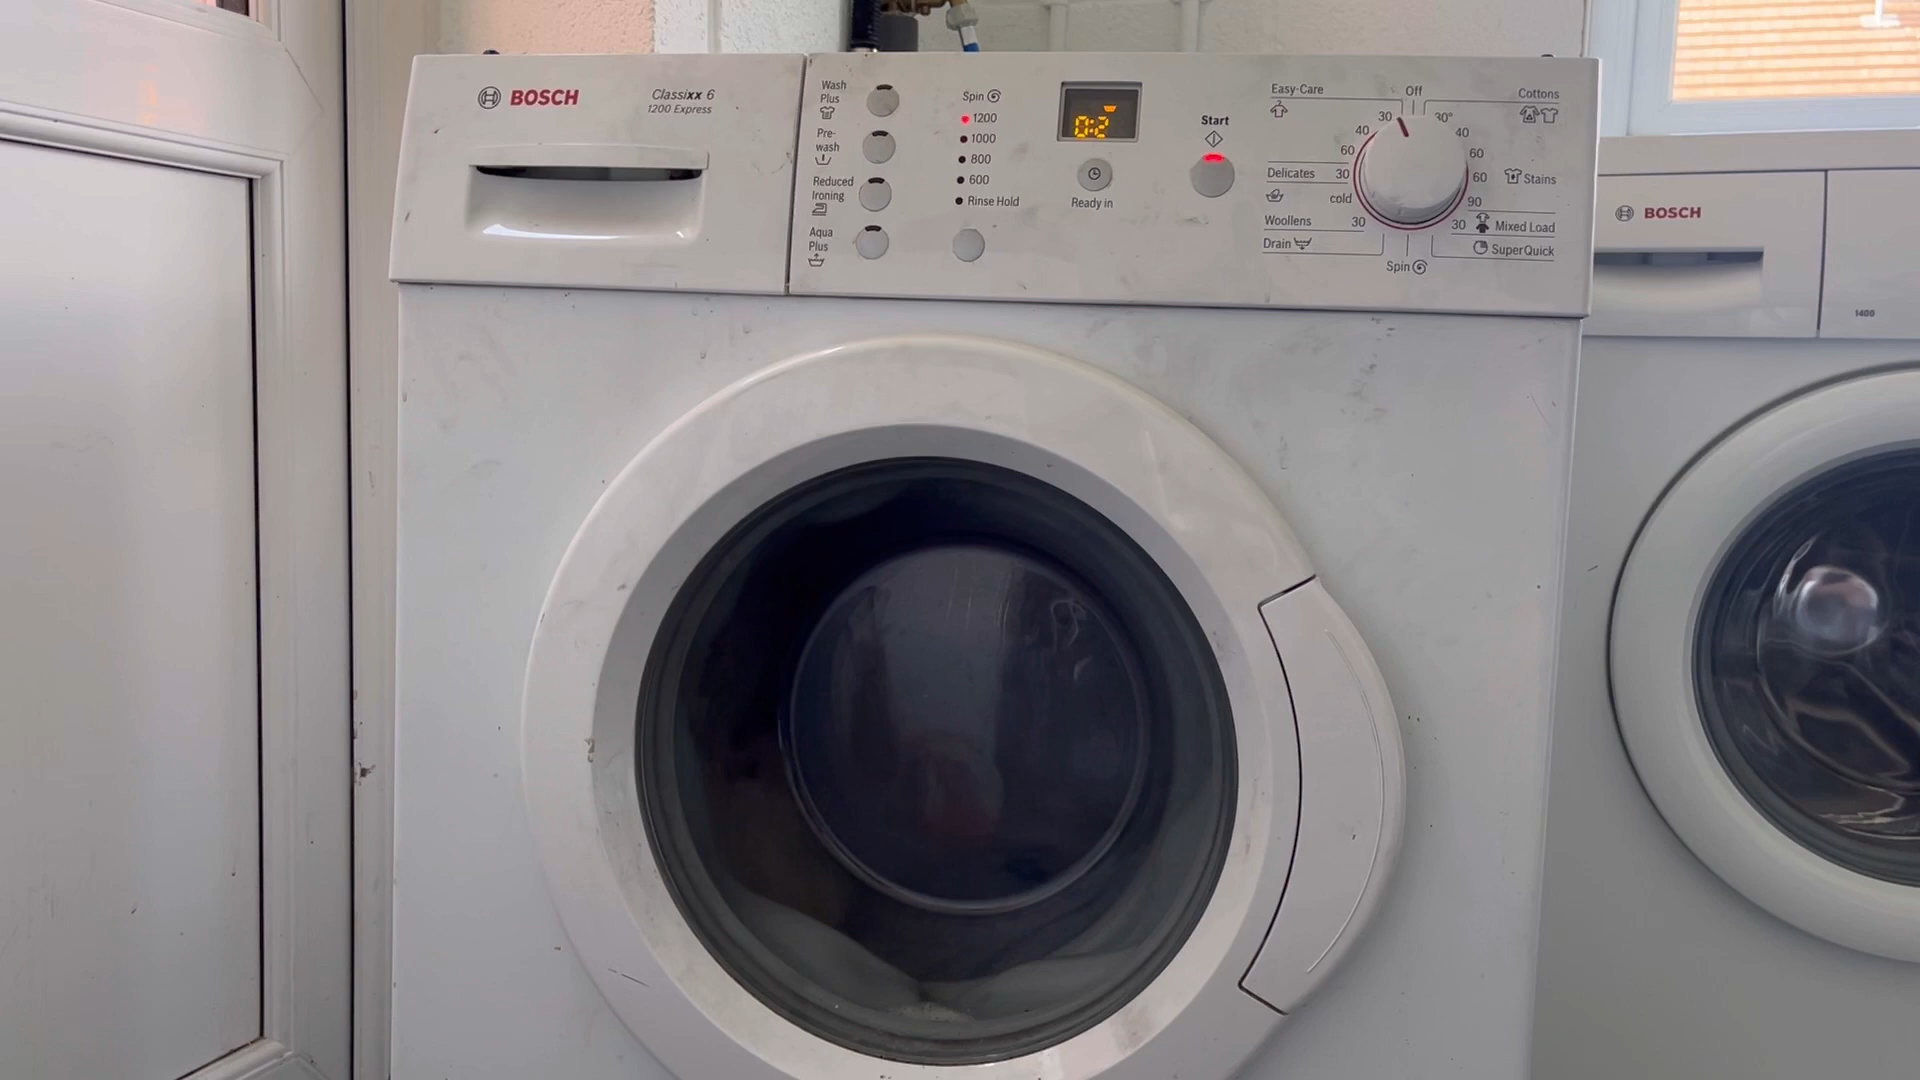 BOSCH
Classixx 6
1200 Express
Wash
Plus
Pre-
wash
Reduced
Ironing
Aqua
Plus
Spin
1200
1000
800
600
Rinse Hold
Ready in
Start
Easy-Care
Off
Cottons
30
30°
40
40
60
60
Delicates 30
60
Stains
cold
90
Woollens 30
30
Mixed Load
Drain
SuperQuick
Spin
BOSCH
1400